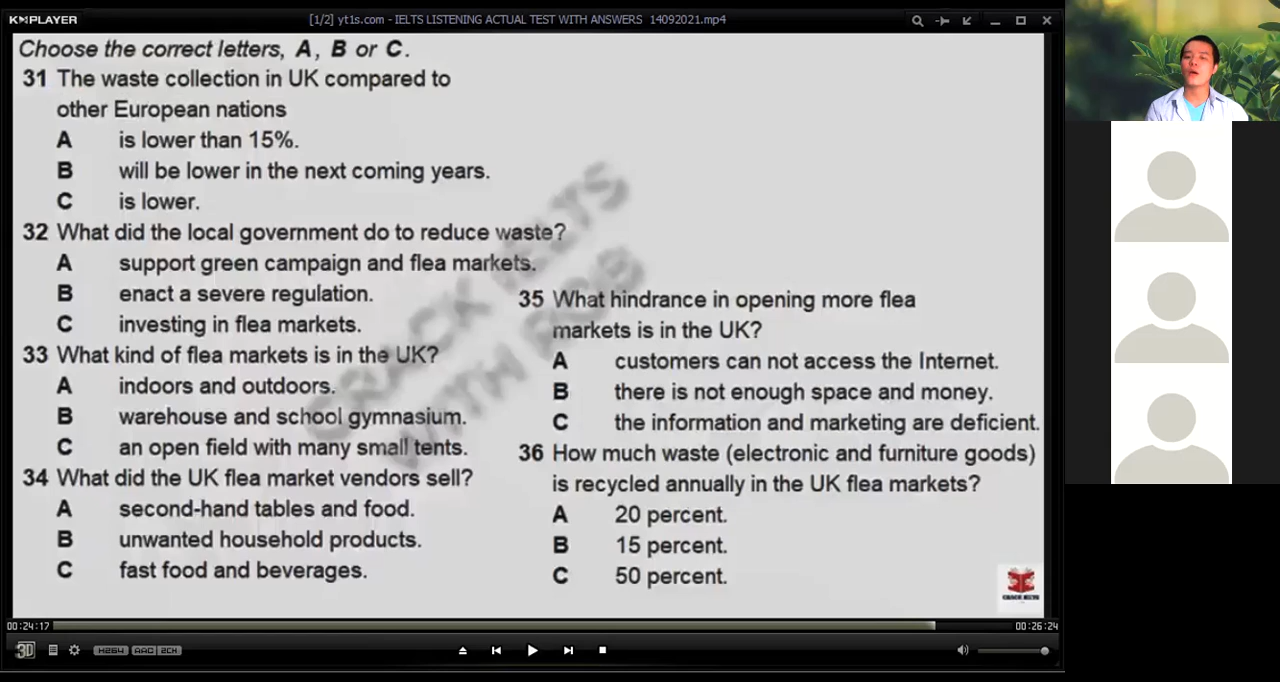 KMPLAYER
[1/2] yt1s.com - IELTS LISTENING ACTUAL TEST WITH ANSWERS 14092021.mp4
Choose the correct letters, A, B or C.
31 The waste collection in UK compared to
other European nations
A is lower than 15%.
B will be lower in the next coming years.
C is lower.
32 What did the local government do to reduce waste?
A support green campaign and flea markets.
B enact a severe regulation.
C investing in flea markets.
33 What kind of flea markets is in the UK?
A indoors and outdoors.
B warehouse and school gymnasium.
C an open field with many small tents.
34 What did the UK flea market vendors sell?
A second-hand tables and food.
B unwanted household products.
C fast food and beverages.
35 What hindrance in opening more flea
markets is in the UK?
A customers can not access the Internet.
B there is not enough space and money.
C the information and marketing are deficient.
36 How much waste (electronic and furniture goods)
is recycled annually in the UK flea markets?
A 20 percent.
B 15 percent.
C 50 percent.
CRACK IELTS
CRACK IELTS
00:24:17
00:26:24
3D
H264 AAC 2CH